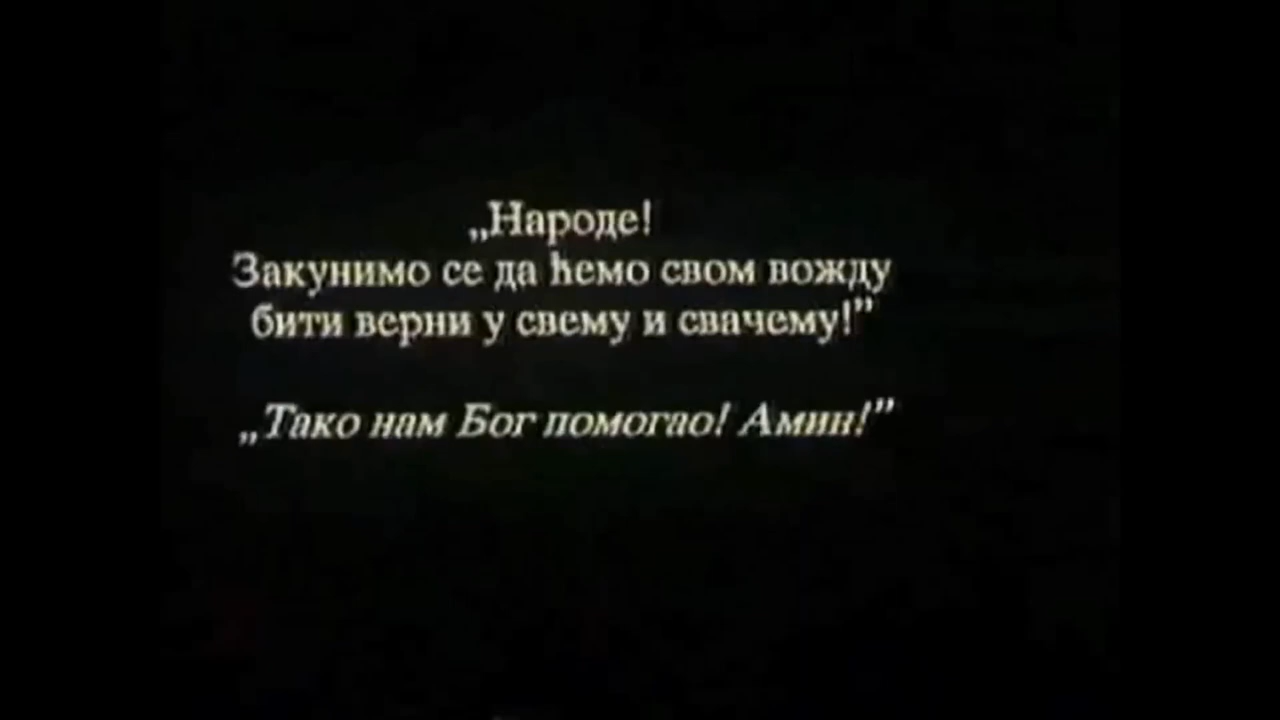 „Народе!
Закунимо се да ћемо свом вожду
бити верни у свему и свачему!”
„Тако нам Бог помогао! Амин!”